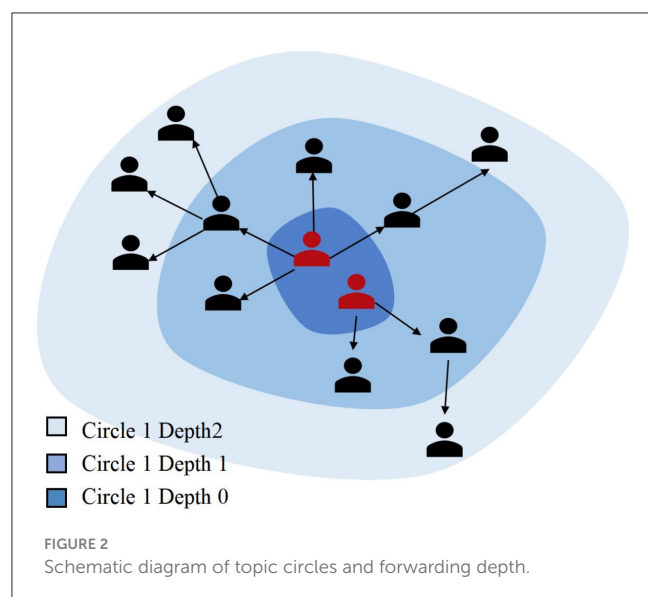 Circle 1 Depth2
Circle 1 Depth 1
Circle 1 Depth 0
FIGURE 2
Schematic diagram of topic circles and forwarding depth.